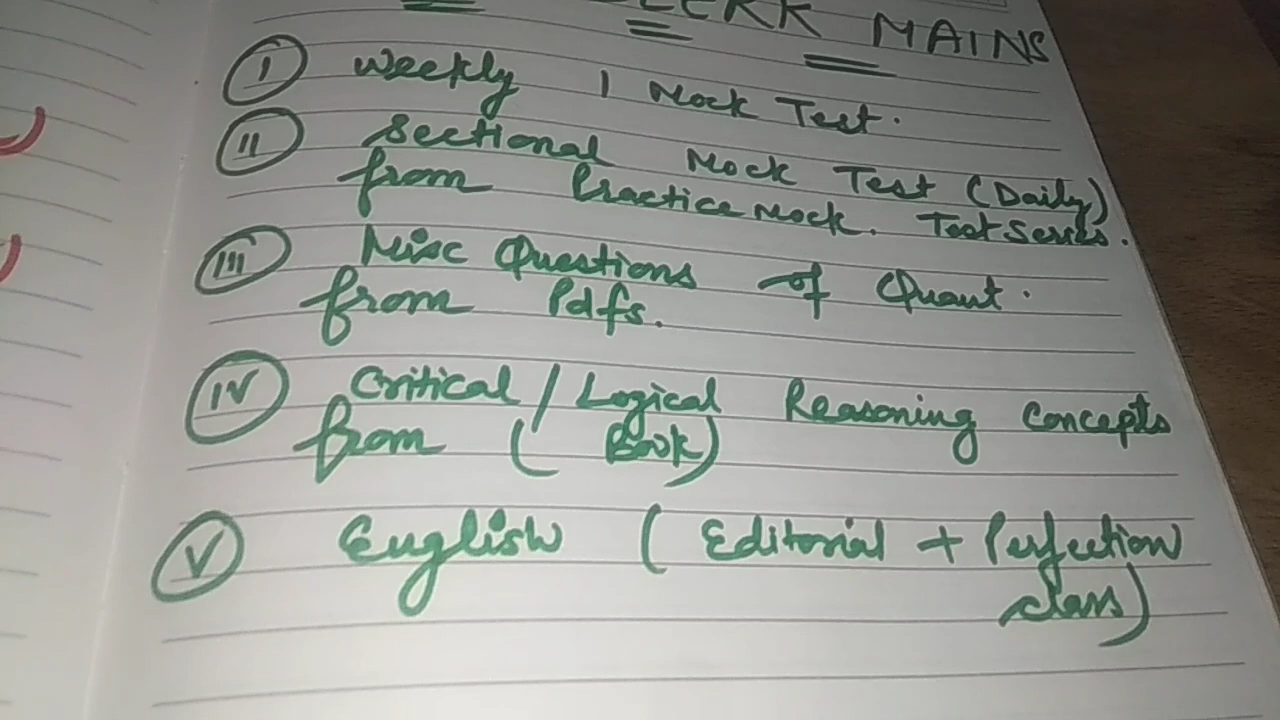 CLERK MAINS
I Weekly 1 Mock Test.
II Sectional Mock Test (Daily)
from Practice Mock. Test Series.
III Misc Questions of Quant.
from Pdfs.
IV Critical / Logical Reasoning Concepts
from (Book)
V English (Editorial + Perfection
class)